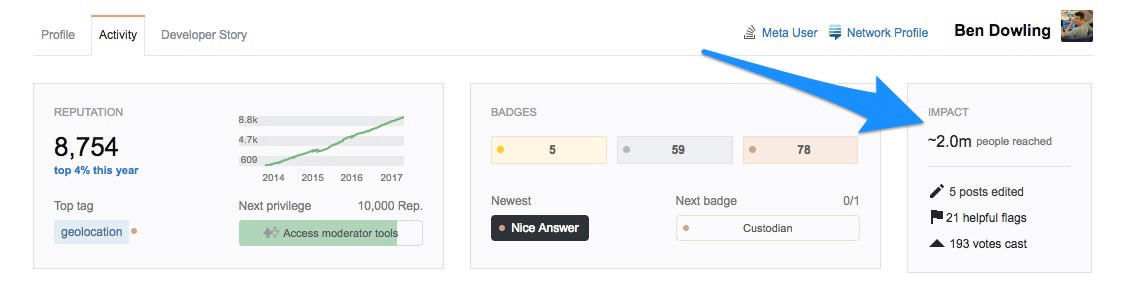 Profile
Activity
Developer Story
Meta User
Network Profile
Ben Dowling
REPUTATION
8,754
top 4% this year
8.8k
4.7k
609
2014 2015 2016 2017
Top tag
geolocation
Next privilege 10,000 Rep.
Access moderator tools
BADGES
5
59
78
Newest
Nice Answer
Next badge 0/1
Custodian
IMPACT
~2.0m people reached
5 posts edited
21 helpful flags
193 votes cast